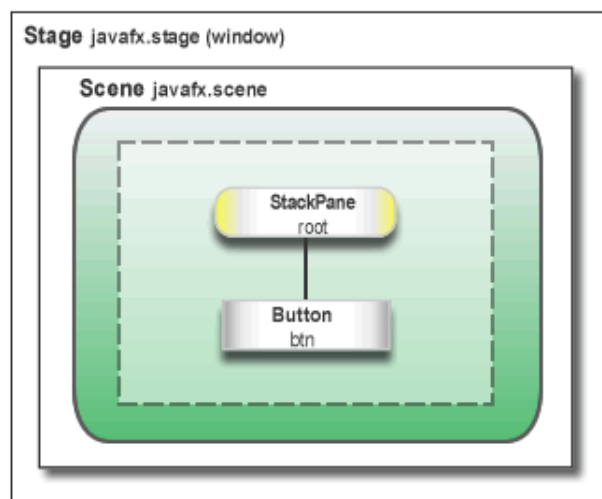 Stage javafx.stage (window)
Scene javafx.scene
StackPane
root
Button
btn